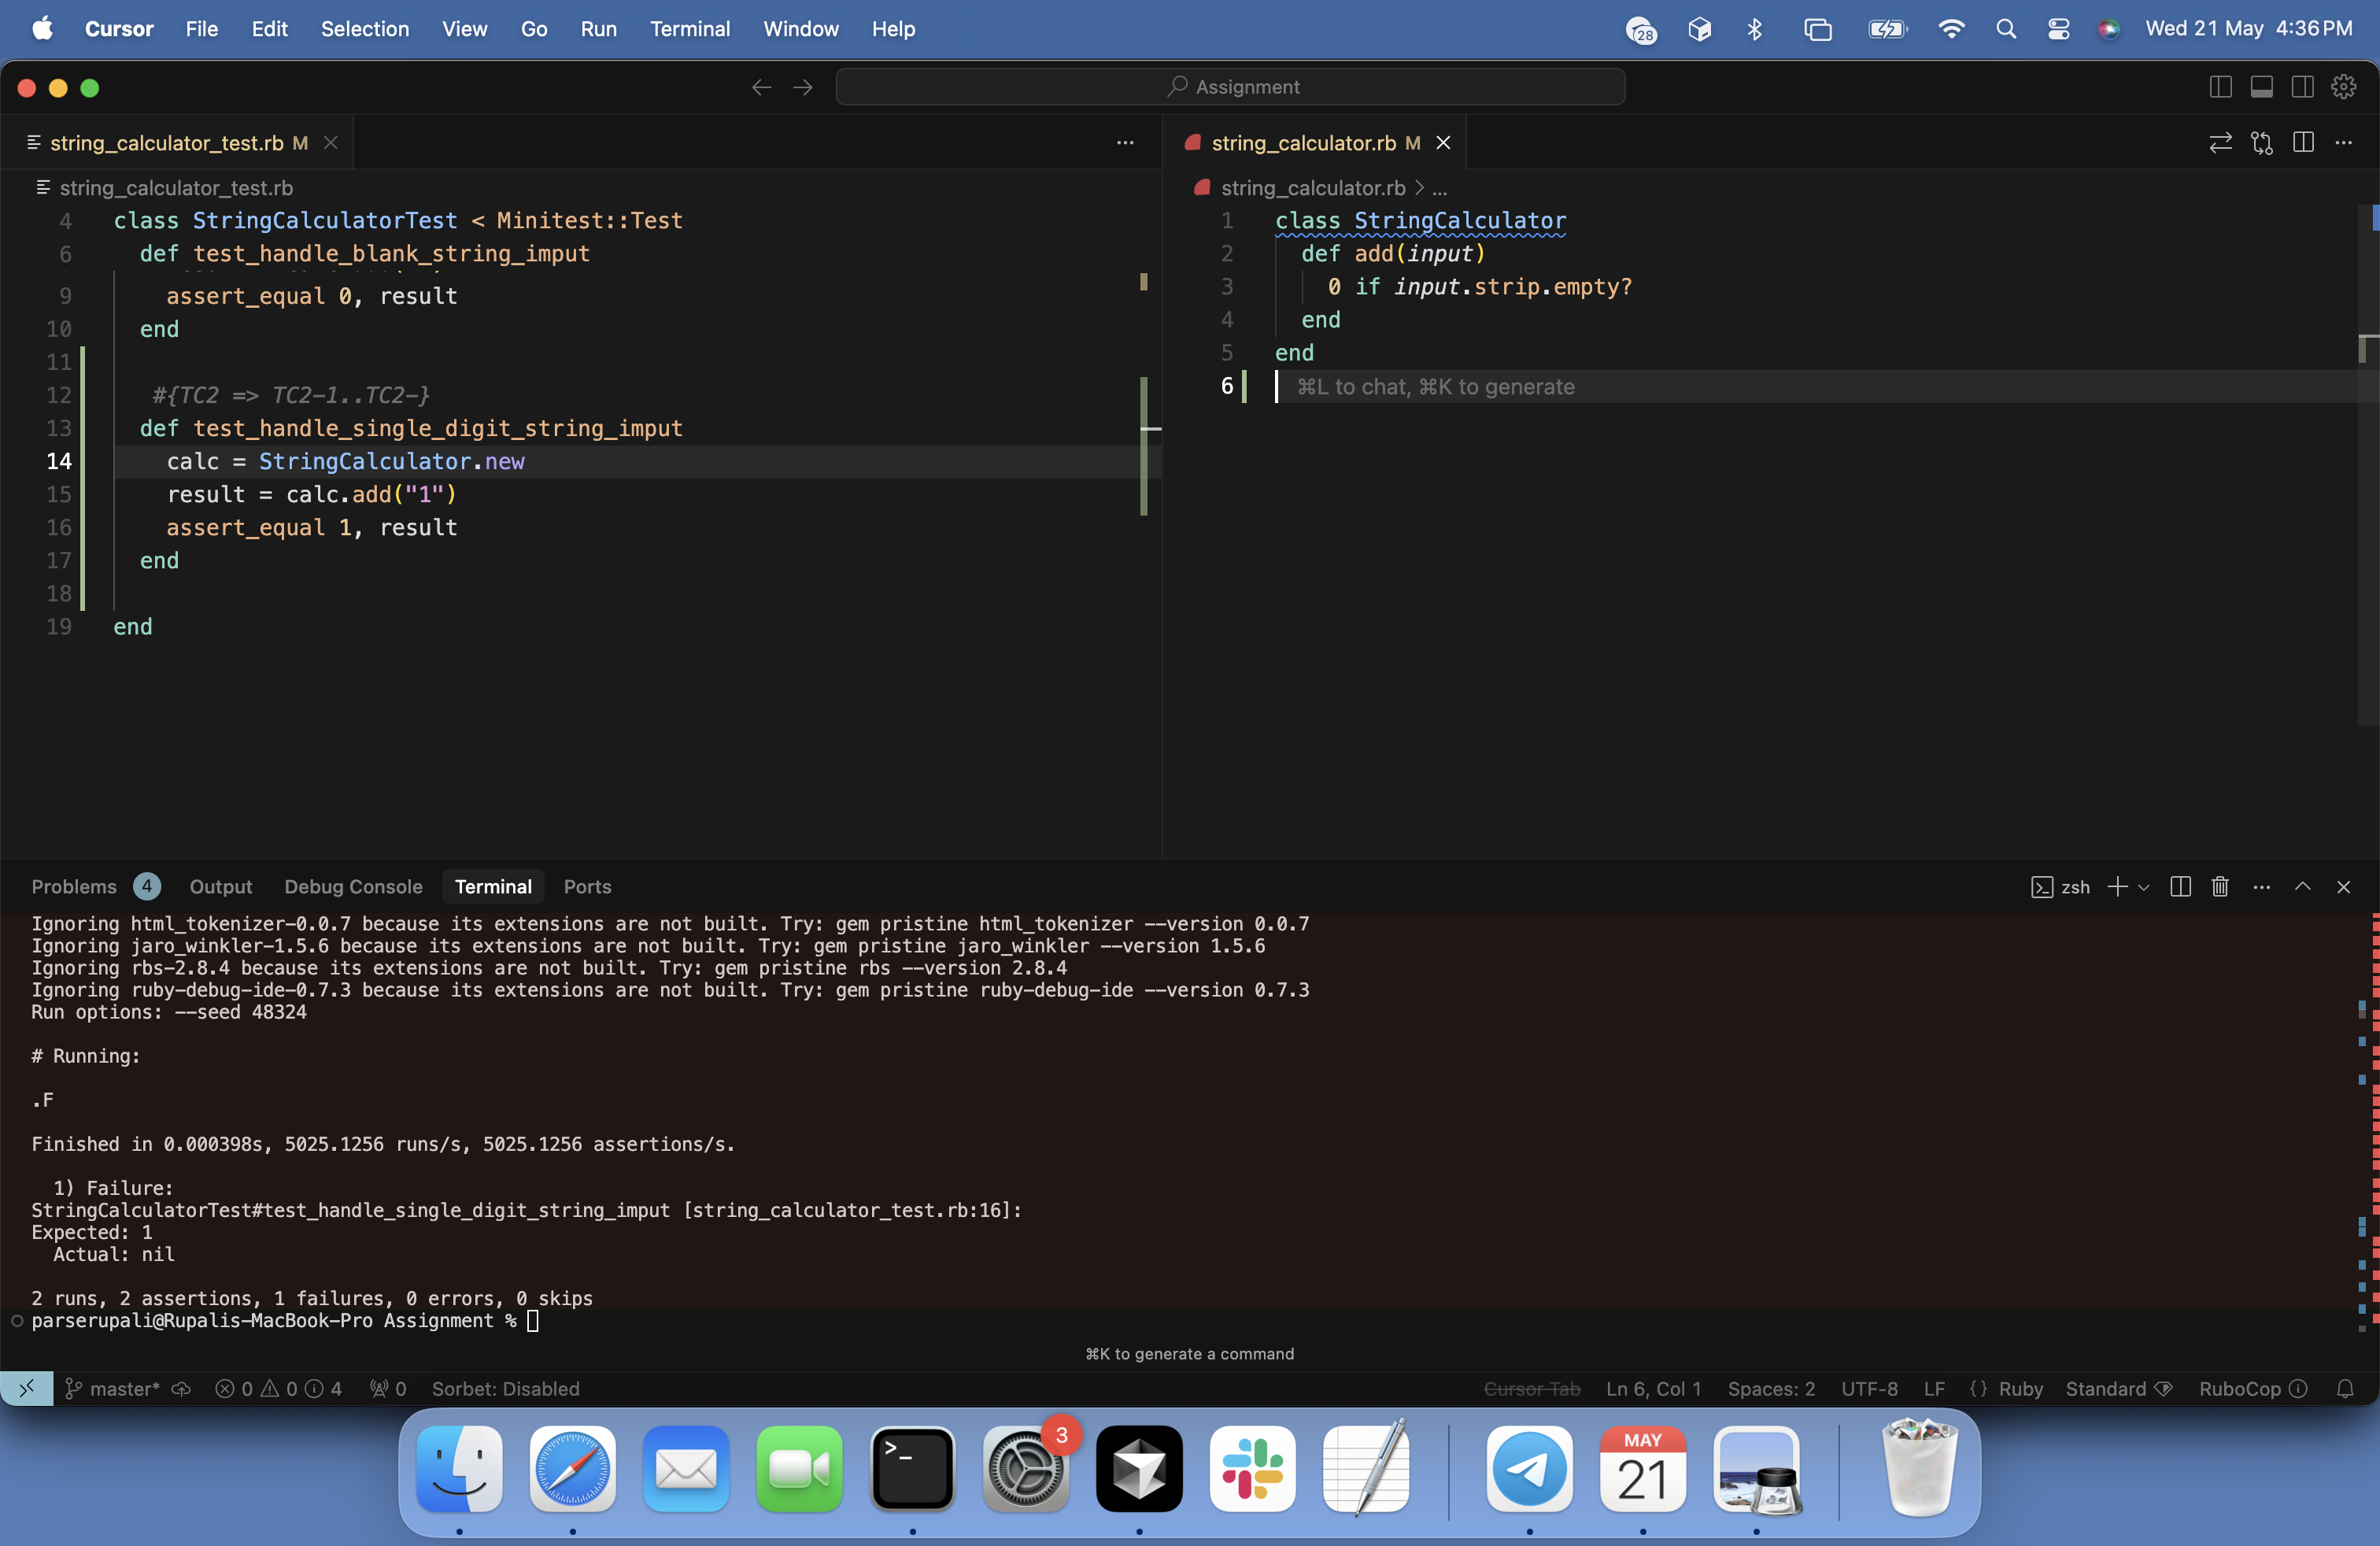 Cursor File Edit Selection View Go Run Terminal Window Help 28 Wed 21 May 4:36 PM
Assignment
string_calculator_test.rb M
string_calculator_test.rb
4 class StringCalculatorTest < Minitest::Test
6 def test_handle_blank_string_imput
9 assert_equal 0, result
10 end
11
12 #{TC2 => TC2-1..TC2-}
13 def test_handle_single_digit_string_imput
14 calc = StringCalculator.new
15 result = calc.add("1")
16 assert_equal 1, result
17 end
18
19 end
string_calculator.rb M
string_calculator.rb > ...
1 class StringCalculator
2 def add(input)
3 0 if input.strip.empty?
4 end
5 end
6 ⌘L to chat, ⌘K to generate
Problems 4 Output Debug Console Terminal Ports zsh
Ignoring html_tokenizer-0.0.7 because its extensions are not built. Try: gem pristine html_tokenizer --version 0.0.7
Ignoring jaro_winkler-1.5.6 because its extensions are not built. Try: gem pristine jaro_winkler --version 1.5.6
Ignoring rbs-2.8.4 because its extensions are not built. Try: gem pristine rbs --version 2.8.4
Ignoring ruby-debug-ide-0.7.3 because its extensions are not built. Try: gem pristine ruby-debug-ide --version 0.7.3
Run options: --seed 48324
# Running:
.F
Finished in 0.000398s, 5025.1256 runs/s, 5025.1256 assertions/s.
1) Failure:
StringCalculatorTest#test_handle_single_digit_string_imput [string_calculator_test.rb:16]:
Expected: 1
Actual: nil
2 runs, 2 assertions, 1 failures, 0 errors, 0 skips
parserupali@Rupalis-MacBook-Pro Assignment %
⌘K to generate a command
master* 0 0 4 0 Sorbet: Disabled Cursor Tab Ln 6, Col 1 Spaces: 2 UTF-8 LF {} Ruby Standard RuboCop
3
MAY
21